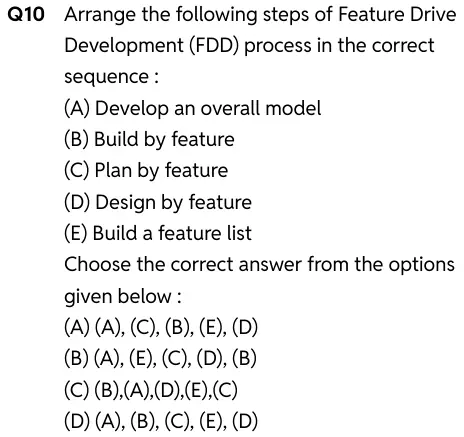 Q10 Arrange the following steps of Feature Drive
Development (FDD) process in the correct
sequence :
(A) Develop an overall model
(B) Build by feature
(C) Plan by feature
(D) Design by feature
(E) Build a feature list
Choose the correct answer from the options
given below :
(A) (A), (C), (B), (E), (D)
(B) (A), (E), (C), (D), (B)
(C) (B),(A),(D),(E),(C)
(D) (A), (B), (C), (E), (D)